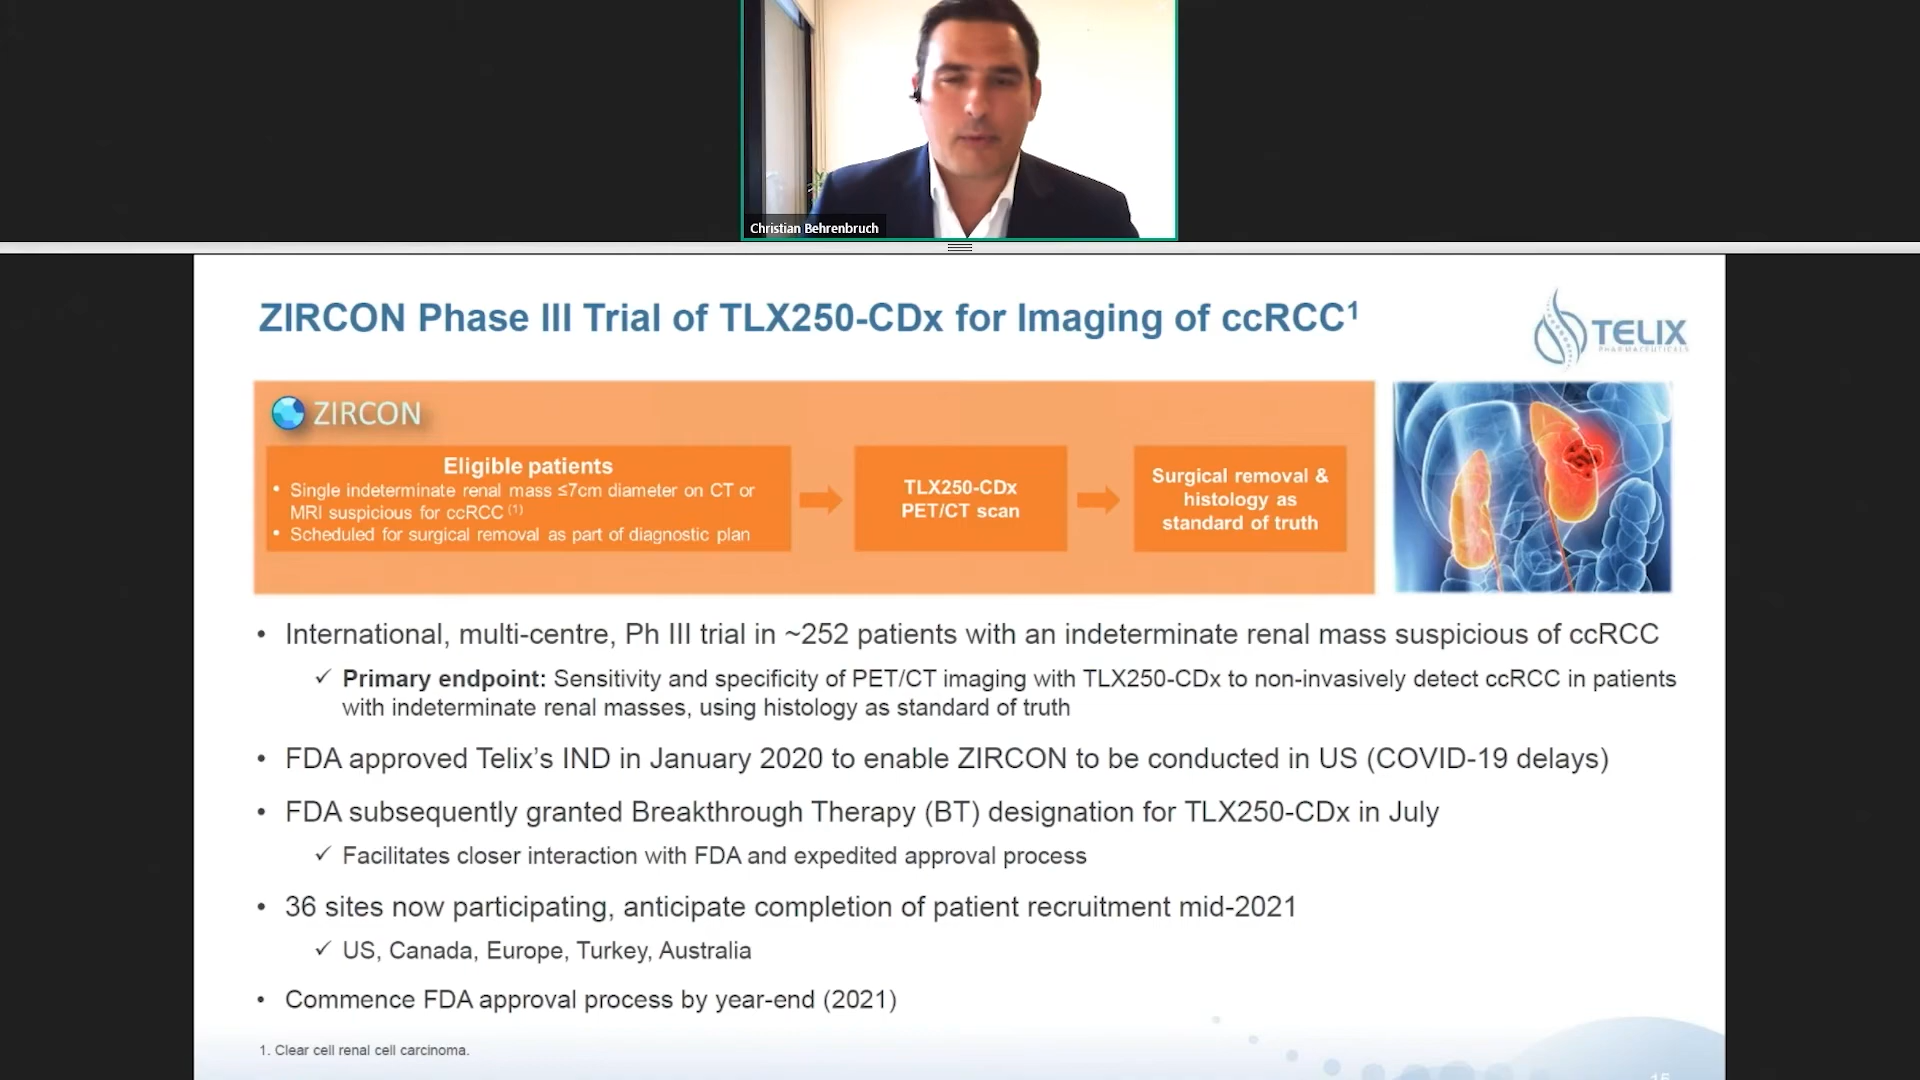 Christian Behrenbruch
ZIRCON Phase III Trial of TLX250-CDx for Imaging of ccRCC¹
TELIX
PHARMACEUTICALS
ZIRCON
Eligible patients
• Single indeterminate renal mass ≤7cm diameter on CT or
MRI suspicious for ccRCC (1)
• Scheduled for surgical removal as part of diagnostic plan
TLX250-CDx
PET/CT scan
Surgical removal &
histology as
standard of truth
• International, multi-centre, Ph III trial in ~252 patients with an indeterminate renal mass suspicious of ccRCC
✓ Primary endpoint: Sensitivity and specificity of PET/CT imaging with TLX250-CDx to non-invasively detect ccRCC in patients
with indeterminate renal masses, using histology as standard of truth
• FDA approved Telix’s IND in January 2020 to enable ZIRCON to be conducted in US (COVID-19 delays)
• FDA subsequently granted Breakthrough Therapy (BT) designation for TLX250-CDx in July
✓ Facilitates closer interaction with FDA and expedited approval process
• 36 sites now participating, anticipate completion of patient recruitment mid-2021
✓ US, Canada, Europe, Turkey, Australia
• Commence FDA approval process by year-end (2021)
1. Clear cell renal cell carcinoma.